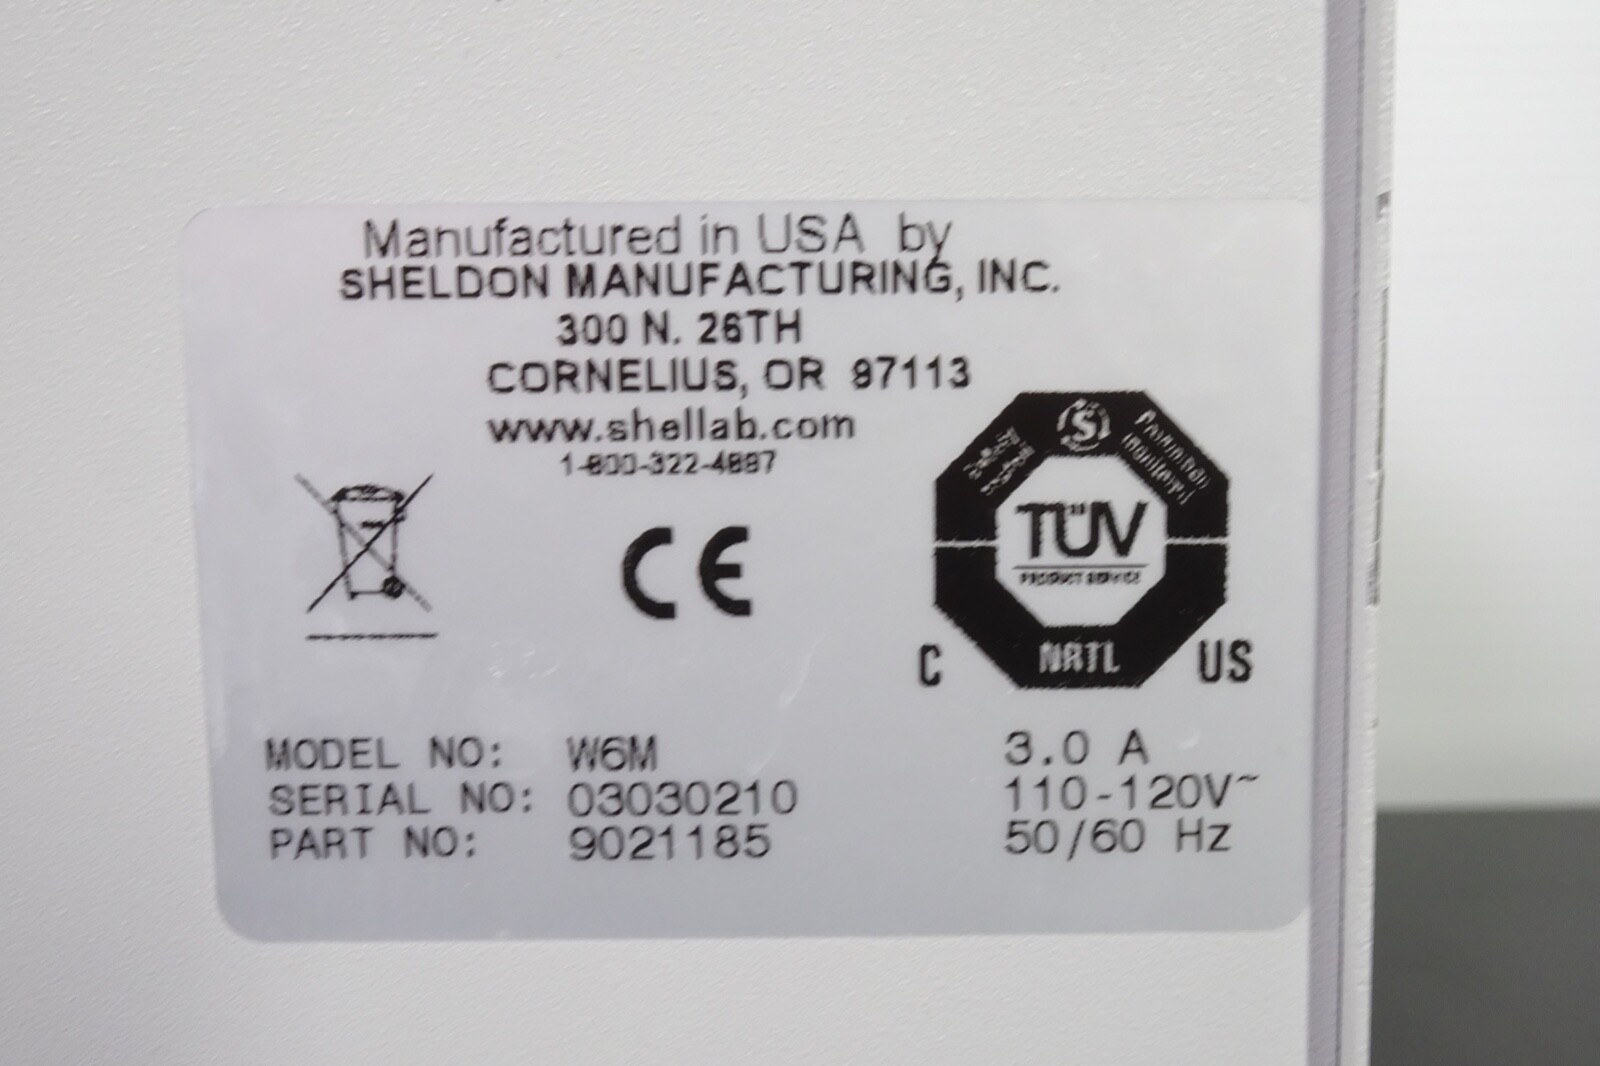 Manufactured in USA by
SHELDON MANUFACTURING, INC.
300 N. 26TH
CORNELIUS, OR 97113
www.shellab.com
1-800-322-4897
CE
S
TÜV
PRODUCT SERVICE
NRTL
C US
MODEL NO: W6M
SERIAL NO: 03030210
PART NO: 9021185
3.0 A
110-120V~
50/60 Hz